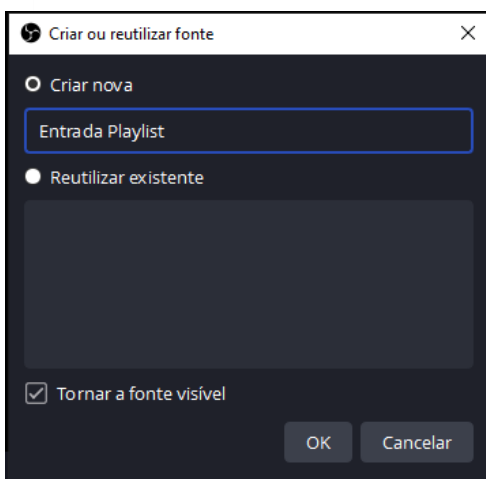 Criar ou reutilizar fonte
Criar nova
Entrada Playlist
Reutilizar existente
Tornar a fonte visível
OK
Cancelar